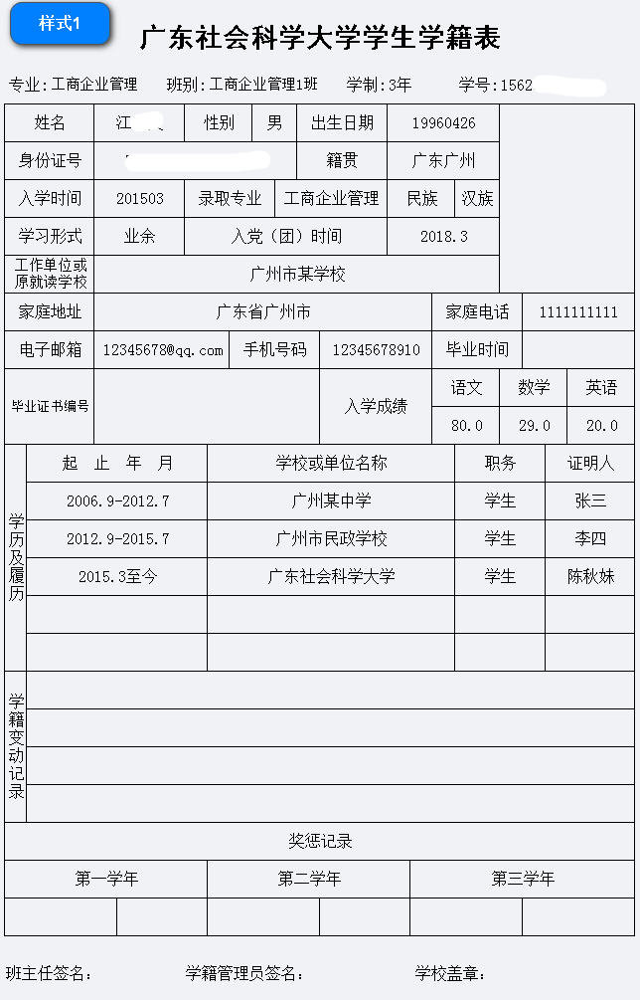 样式1
广东社会科学大学学生学籍表
专业:工商企业管理 班别:工商企业管理1班 学制:3年 学号:1562
姓名 江 性别 男 出生日期 19960426
身份证号 籍贯 广东广州
入学时间 201503 录取专业 工商企业管理 民族 汉族
学习形式 业余 入党（团）时间 2018.3
工作单位或
原就读学校 广州市某学校
家庭地址 广东省广州市 家庭电话 1111111111
电子邮箱 12345678@qq.com 手机号码 12345678910 毕业时间
毕业证书编号 入学成绩 语文 数学 英语
80.0 29.0 20.0
学历及履历 起 止 年 月 学校或单位名称 职务 证明人
2006.9-2012.7 广州某中学 学生 张三
2012.9-2015.7 广州市民政学校 学生 李四
2015.3至今 广东社会科学大学 学生 陈秋妹
学籍变动记录
奖惩记录
第一学年 第二学年 第三学年
班主任签名: 学籍管理员签名: 学校盖章: